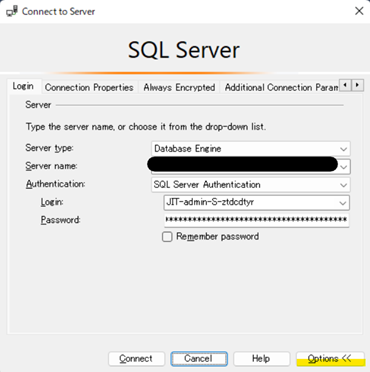 Connect to Server
SQL Server
Login Connection Properties Always Encrypted Additional Connection Param
Server
Type the server name, or choose it from the drop-down list.
Server type: Database Engine
Server name:
Authentication: SQL Server Authentication
Login: JIT-admin-S-ztdcdtyr
Password: ****************************************
Remember password
Connect Cancel Help Options <<